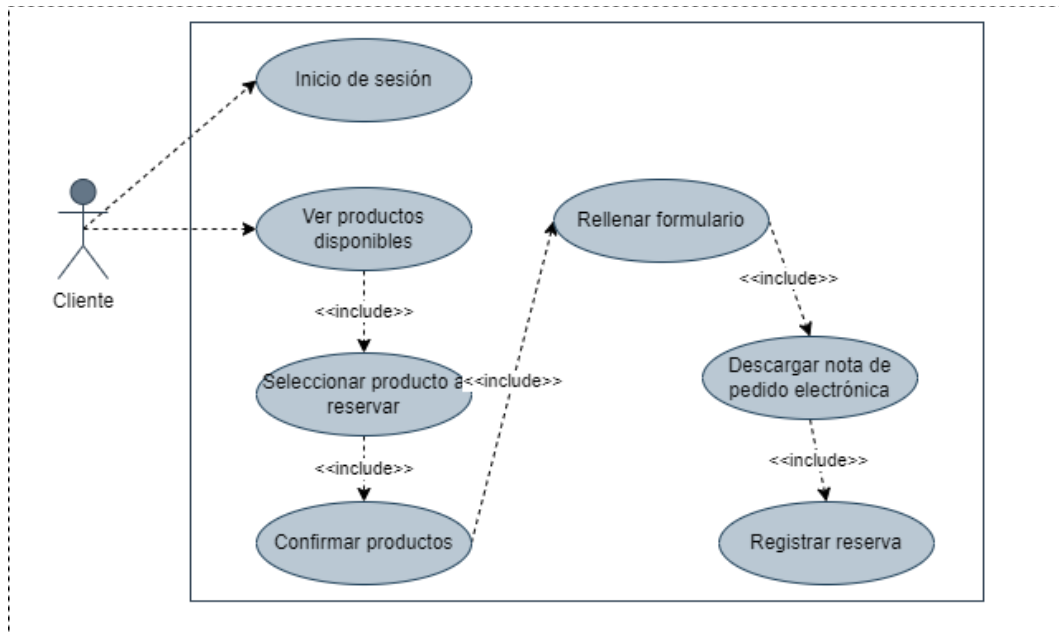 Inicio de sesión
Ver productos
disponibles
Cliente
<<include>>
Seleccionar producto a
reservar
<<include>>
Confirmar productos
<<include>>
Rellenar formulario
<<include>>
Descargar nota de
pedido electrónica
<<include>>
Registrar reserva